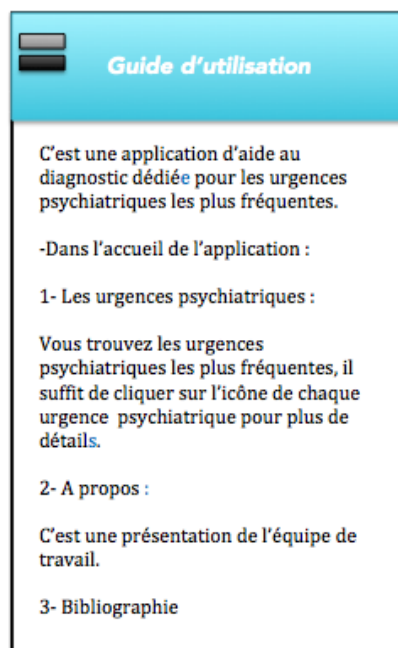 Guide d'utilisation
C'est une application d'aide au
diagnostic dédiée pour les urgences
psychiatriques les plus fréquentes.
-Dans l'accueil de l'application :
1- Les urgences psychiatriques :
Vous trouvez les urgences
psychiatriques les plus fréquentes, il
suffit de cliquer sur l'icône de chaque
urgence psychiatrique pour plus de
détails.
2- A propos :
C'est une présentation de l'équipe de
travail.
3- Bibliographie